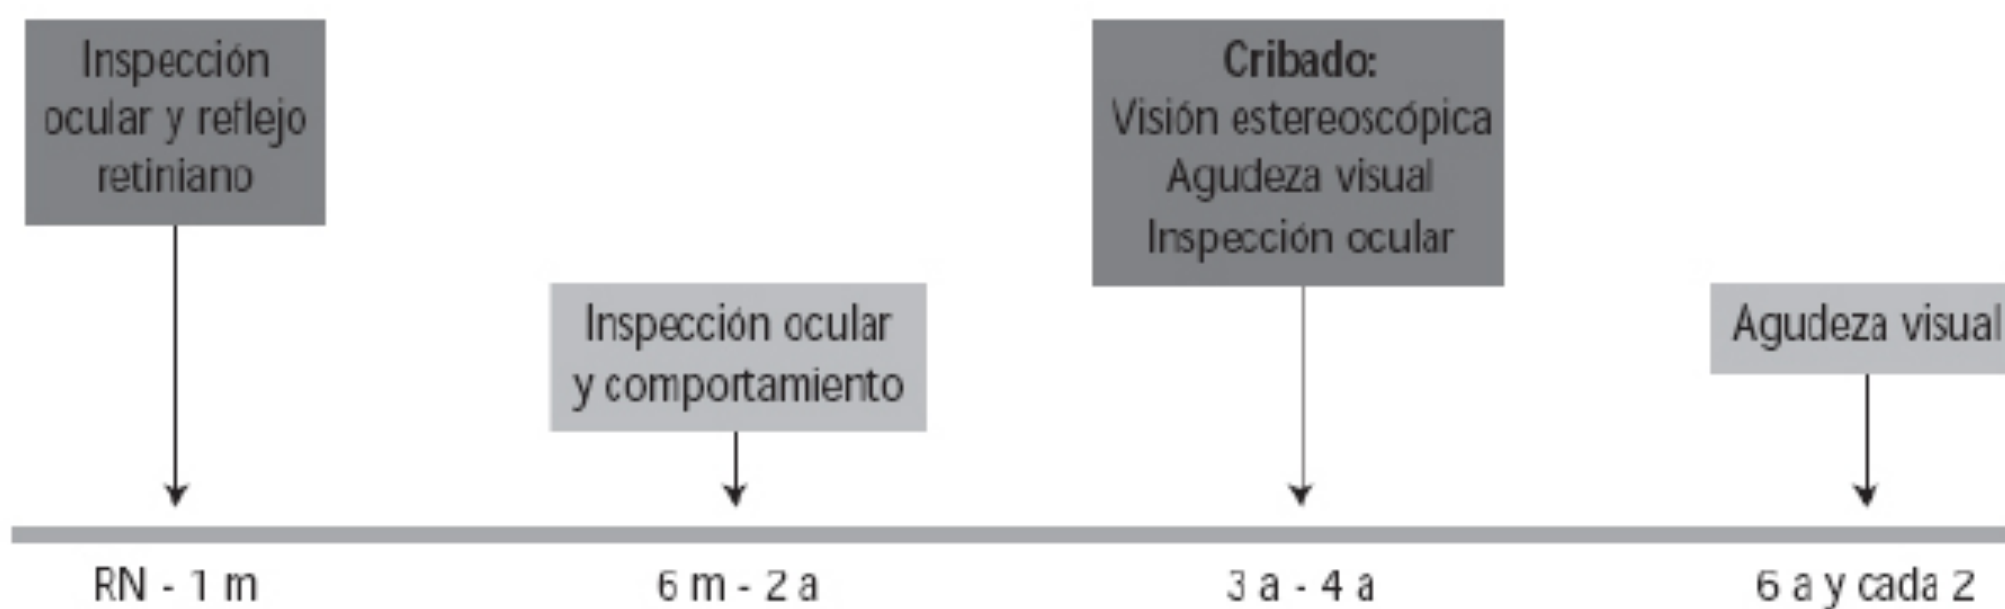 Inspección
ocular y reflejo
retiniano
Inspección ocular
y comportamiento
Cribado:
Visión estereoscópica
Agudeza visual
Inspección ocular
Agudeza visual
RN - 1 m
6 m - 2 a
3 a - 4 a
6 a y cada 2